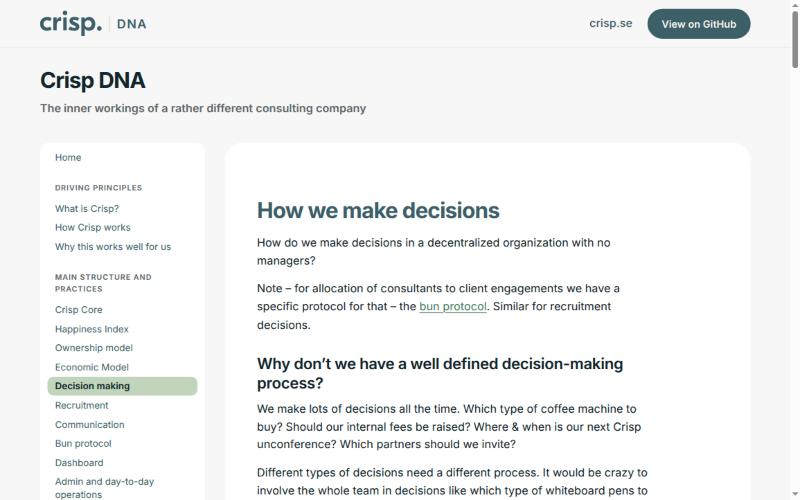 crisp. DNA
crisp.se
View on GitHub
Crisp DNA
The inner workings of a rather different consulting company
Home
DRIVING PRINCIPLES
What is Crisp?
How Crisp works
Why this works well for us
MAIN STRUCTURE AND
PRACTICES
Crisp Core
Happiness Index
Ownership model
Economic Model
Decision making
Recruitment
Communication
Bun protocol
Dashboard
Admin and day-to-day
operations
How we make decisions
How do we make decisions in a decentralized organization with no
managers?
Note – for allocation of consultants to client engagements we have a
specific protocol for that – the bun protocol. Similar for recruitment
decisions.
Why don’t we have a well defined decision-making
process?
We make lots of decisions all the time. Which type of coffee machine to
buy? Should our internal fees be raised? Where & when is our next Crisp
unconference? Which partners should we invite?
Different types of decisions need a different process. It would be crazy to
involve the whole team in decisions like which type of whiteboard pens to